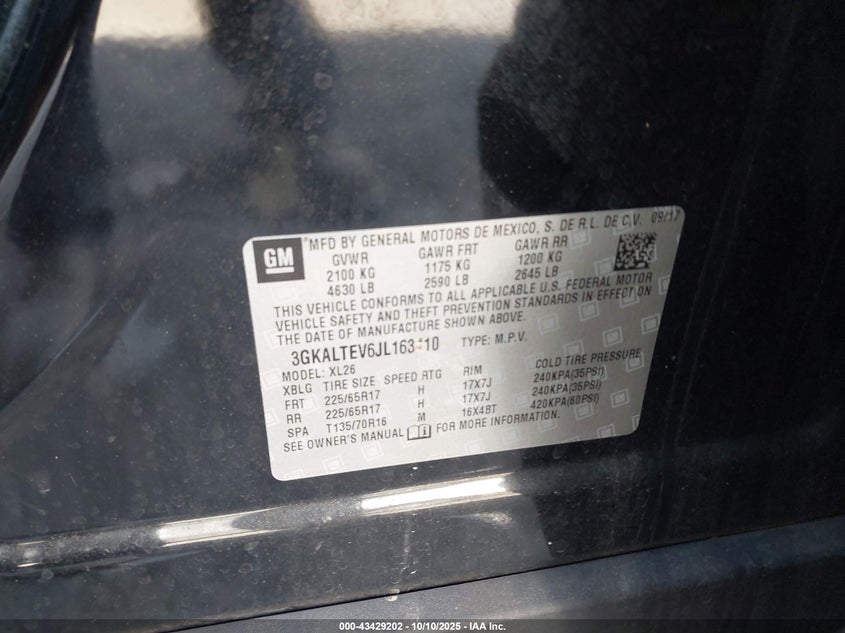 GM
MFD BY GENERAL MOTORS DE MEXICO, S. DE R.L. DE C.V. 09/17
GVWR GAWR FRT GAWR RR
2100 KG 1175 KG 1200 KG
4630 LB 2590 LB 2645 LB
THIS VEHICLE CONFORMS TO ALL APPLICABLE U.S. FEDERAL MOTOR
VEHICLE SAFETY AND THEFT PREVENTION STANDARDS IN EFFECT ON
THE DATE OF MANUFACTURE SHOWN ABOVE.
TYPE: M.P.V.
MODEL: XL26
XBLG TIRE SIZE SPEED RTG RIM COLD TIRE PRESSURE
FRT 225/65R17 H 17X7J 240KPA(35PSI)
RR 225/65R17 H 17X7J 240KPA(35PSI)
SPA T135/70R16 M 16X4BT 420KPA(60PSI)
SEE OWNER'S MANUAL FOR MORE INFORMATION.
000-43429202 - 10/10/2025 - IAA Inc.